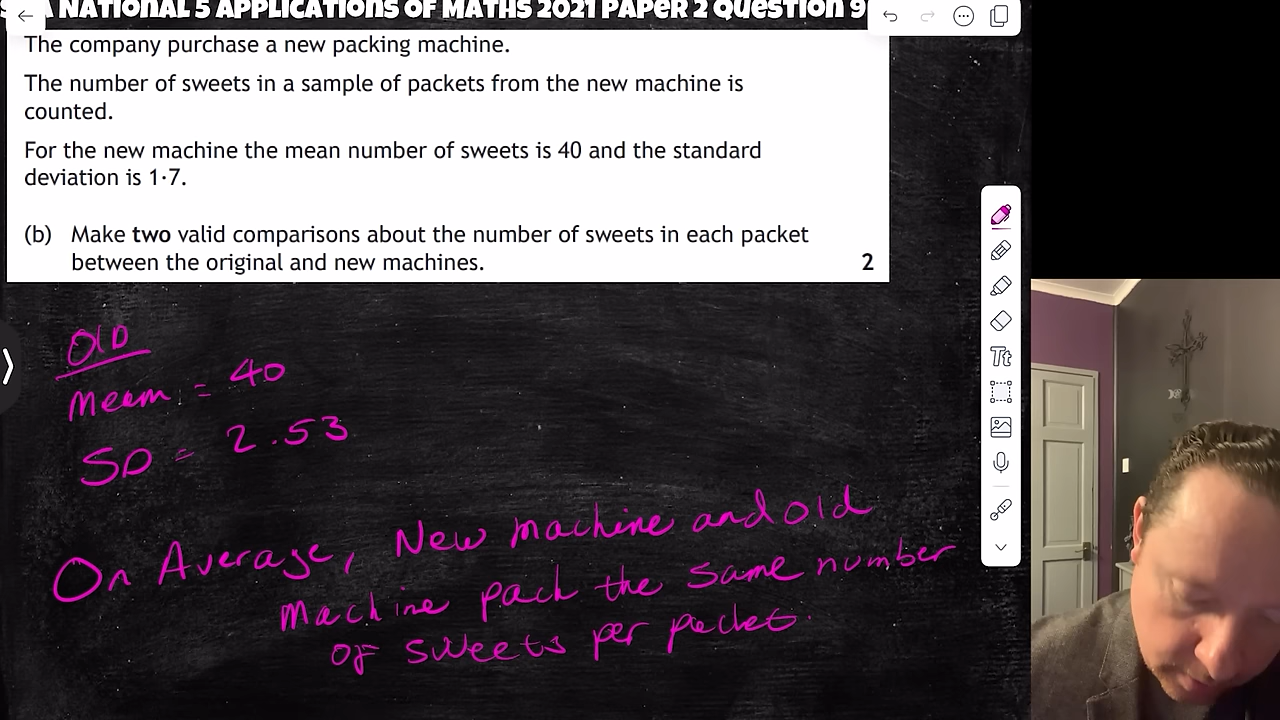 A NATIONAL 5 APPLICATIONS OF MATHS 2021 PAPER 2 QUESTION 9
The company purchase a new packing machine.
The number of sweets in a sample of packets from the new machine is
counted.
For the new machine the mean number of sweets is 40 and the standard
deviation is 1·7.
(b) Make two valid comparisons about the number of sweets in each packet
between the original and new machines. 2
OlD
Mean = 40
SD = 2.53
On Average, New machine and old
Machine pack the same number
of sweets per packet.
Tt